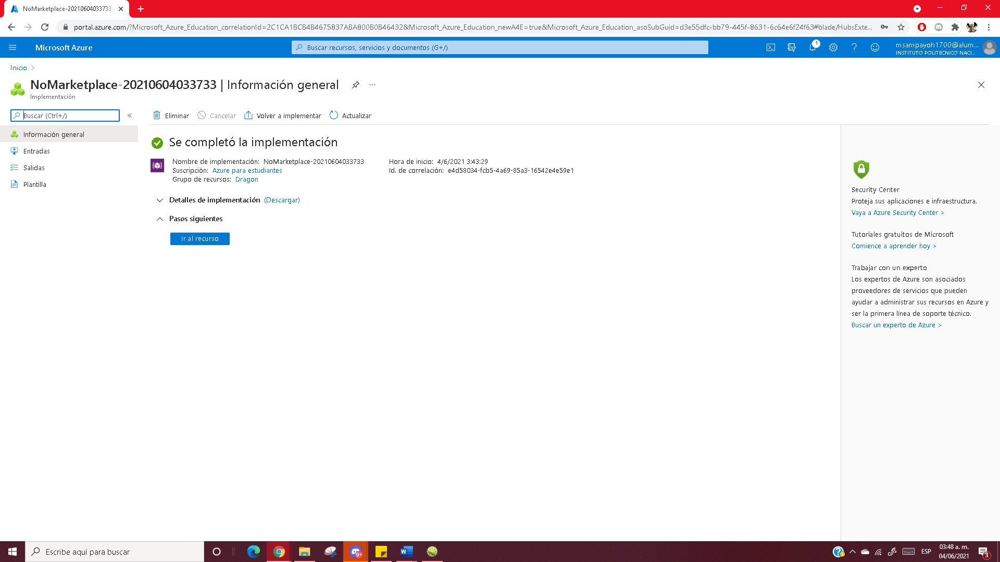 NoMarketplace-20210604033733
portal.azure.com/?Microsoft_Azure_Education_correlationId=2C1CA1BCB4B4675837ABA800B0B46432&Microsoft_Azure_Education_newA4E=true&Microsoft_Azure_Education_asoSubGuid=d3e55dfc-bb79-445f-8631-6c64e6f24f63#blade/HubsExte...
Microsoft Azure
Buscar recursos, servicios y documentos (G+/)
1
msampayoh1700@alum...
INSTITUTO POLITECNICO NACI...
Inicio
NoMarketplace-20210604033733 | Información general
Implementación
Buscar (Ctrl+/)
Eliminar
Cancelar
Volver a implementar
Actualizar
Información general
Entradas
Salidas
Plantilla
Se completó la implementación
Nombre de implementación: NoMarketplace-20210604033733
Suscripción: Azure para estudiantes
Grupo de recursos: Dragon
Hora de inicio: 4/6/2021 3:43:29
Id. de correlación: e4d58034-fcb5-4a69-85a3-16542e4e59e1
Detalles de implementación (Descargar)
Pasos siguientes
Ir al recurso
Security Center
Proteja sus aplicaciones e infraestructura.
Vaya a Azure Security Center >
Tutoriales gratuitos de Microsoft
Comience a aprender hoy >
Trabajar con un experto
Los expertos de Azure son asociados
proveedores de servicios que pueden
ayudar a administrar sus recursos en Azure y
ser la primera línea de soporte técnico.
Buscar un experto de Azure >
Escribe aquí para buscar
9+
ESP
03:48 a. m.
04/06/2021
3